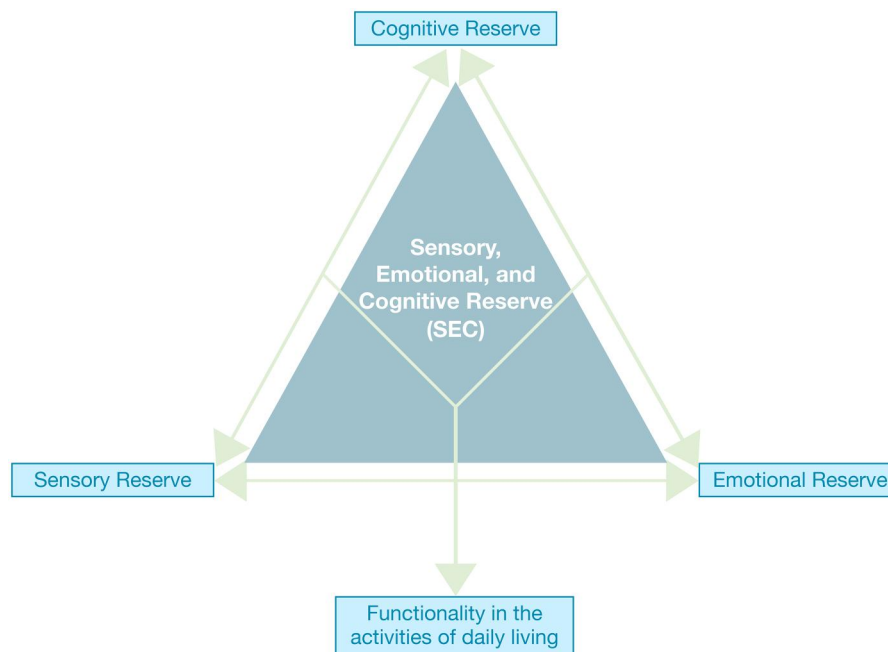 Cognitive Reserve
Sensory,
Emotional, and
Cognitive Reserve
(SEC)
Sensory Reserve
Emotional Reserve
Functionality in the
activities of daily living